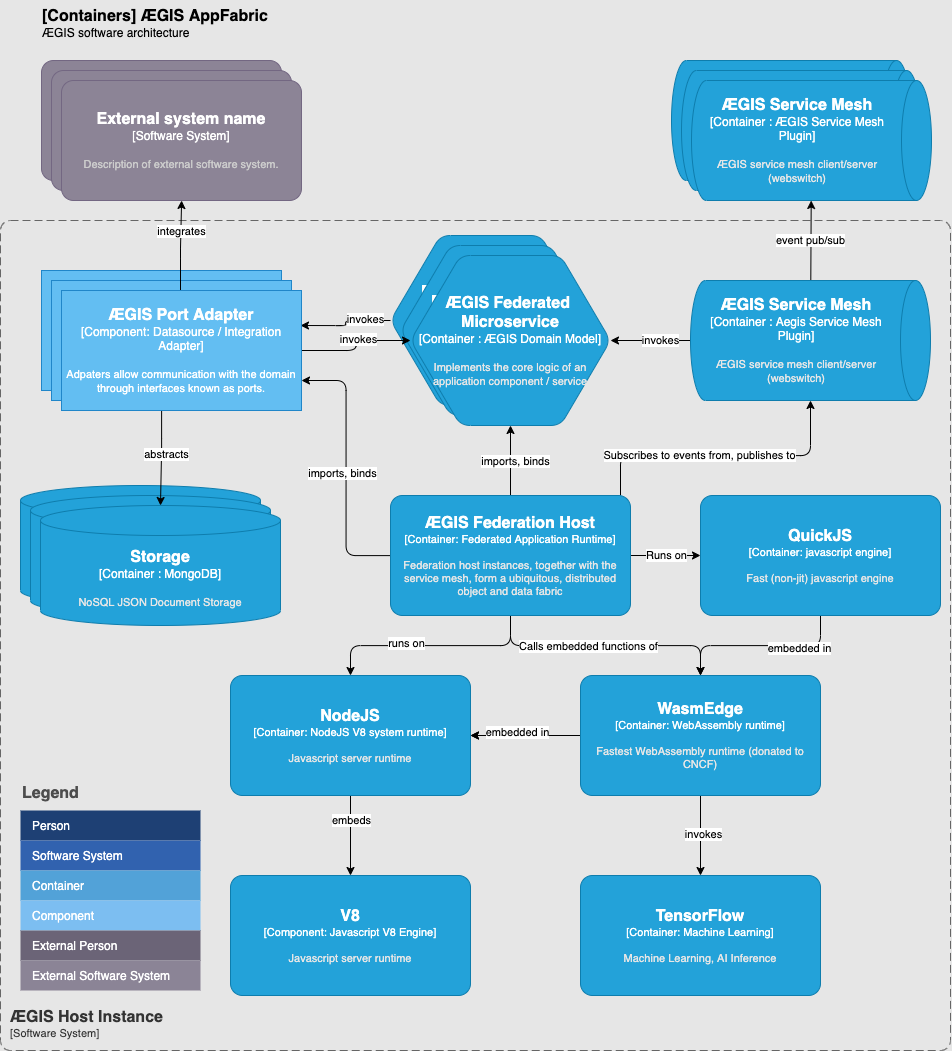 [Containers] ÆGIS AppFabric
ÆGIS software architecture
External system name
[Software System]
Description of external software system.
ÆGIS Service Mesh
[Container : ÆGIS Service Mesh
Plugin]
ÆGIS service mesh client/server
(webswitch)
integrates
event pub/sub
ÆGIS Port Adapter
[Component: Datasource / Integration
Adapter]
Adpaters allow communication with the domain
through interfaces known as ports.
invokes
invokes
ÆGIS Federated
Microservice
[Container : ÆGIS Domain Model]
Implements the core logic of an
application component / service
invokes
ÆGIS Service Mesh
[Container : Aegis Service Mesh
Plugin]
ÆGIS service mesh client/server
(webswitch)
abstracts
imports, binds
imports, binds
Subscribes to events from, publishes to
Storage
[Container : MongoDB]
NoSQL JSON Document Storage
ÆGIS Federation Host
[Container: Federated Application Runtime]
Federation host instances, together with the
service mesh, form a ubiquitous, distributed
object and data fabric
Runs on
QuickJS
[Container: javascript engine]
Fast (non-jit) javascript engine
runs on
Calls embedded functions of
embedded in
NodeJS
[Container: NodeJS V8 system runtime]
Javascript server runtime
embedded in
WasmEdge
[Container: WebAssembly runtime]
Fastest WebAssembly runtime (donated to
CNCF)
embeds
invokes
V8
[Component: Javascript V8 Engine]
Javascript server runtime
TensorFlow
[Container: Machine Learning]
Machine Learning, AI Inference
Legend
Person
Software System
Container
Component
External Person
External Software System
ÆGIS Host Instance
[Software System]